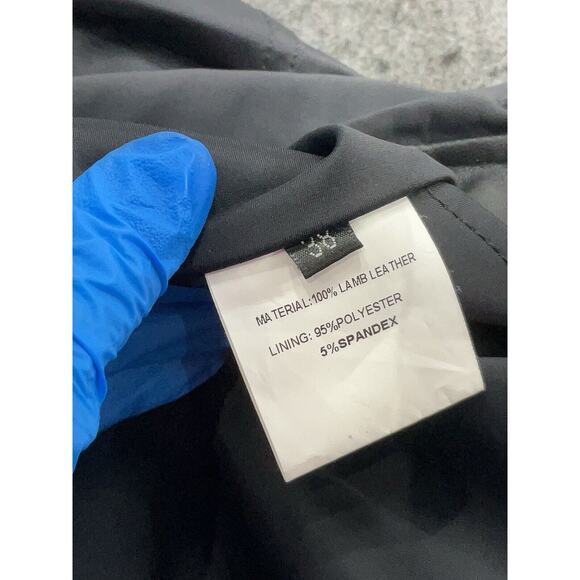 MATERIAL:100% LAMB LEATHER
LINING: 95%POLYESTER
5%SPANDEX